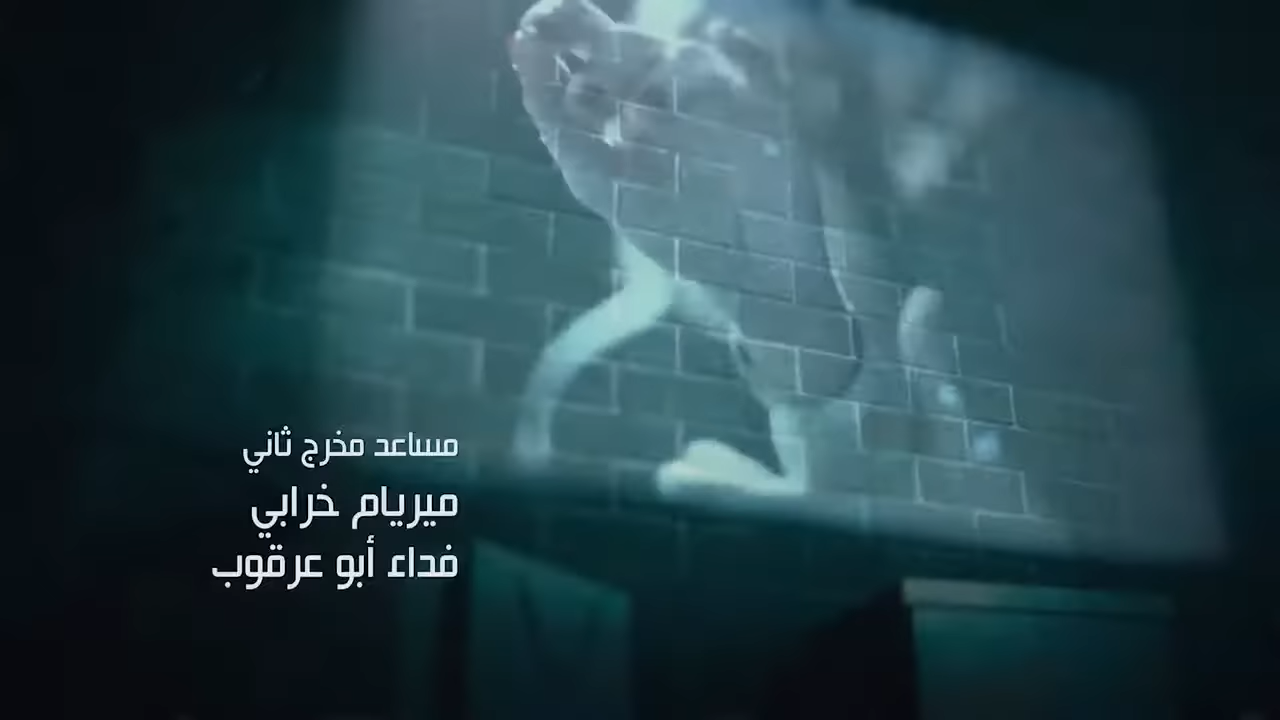 مساعد مخرج ثاني
ميريام خرابي
فداء أبو عرقوب